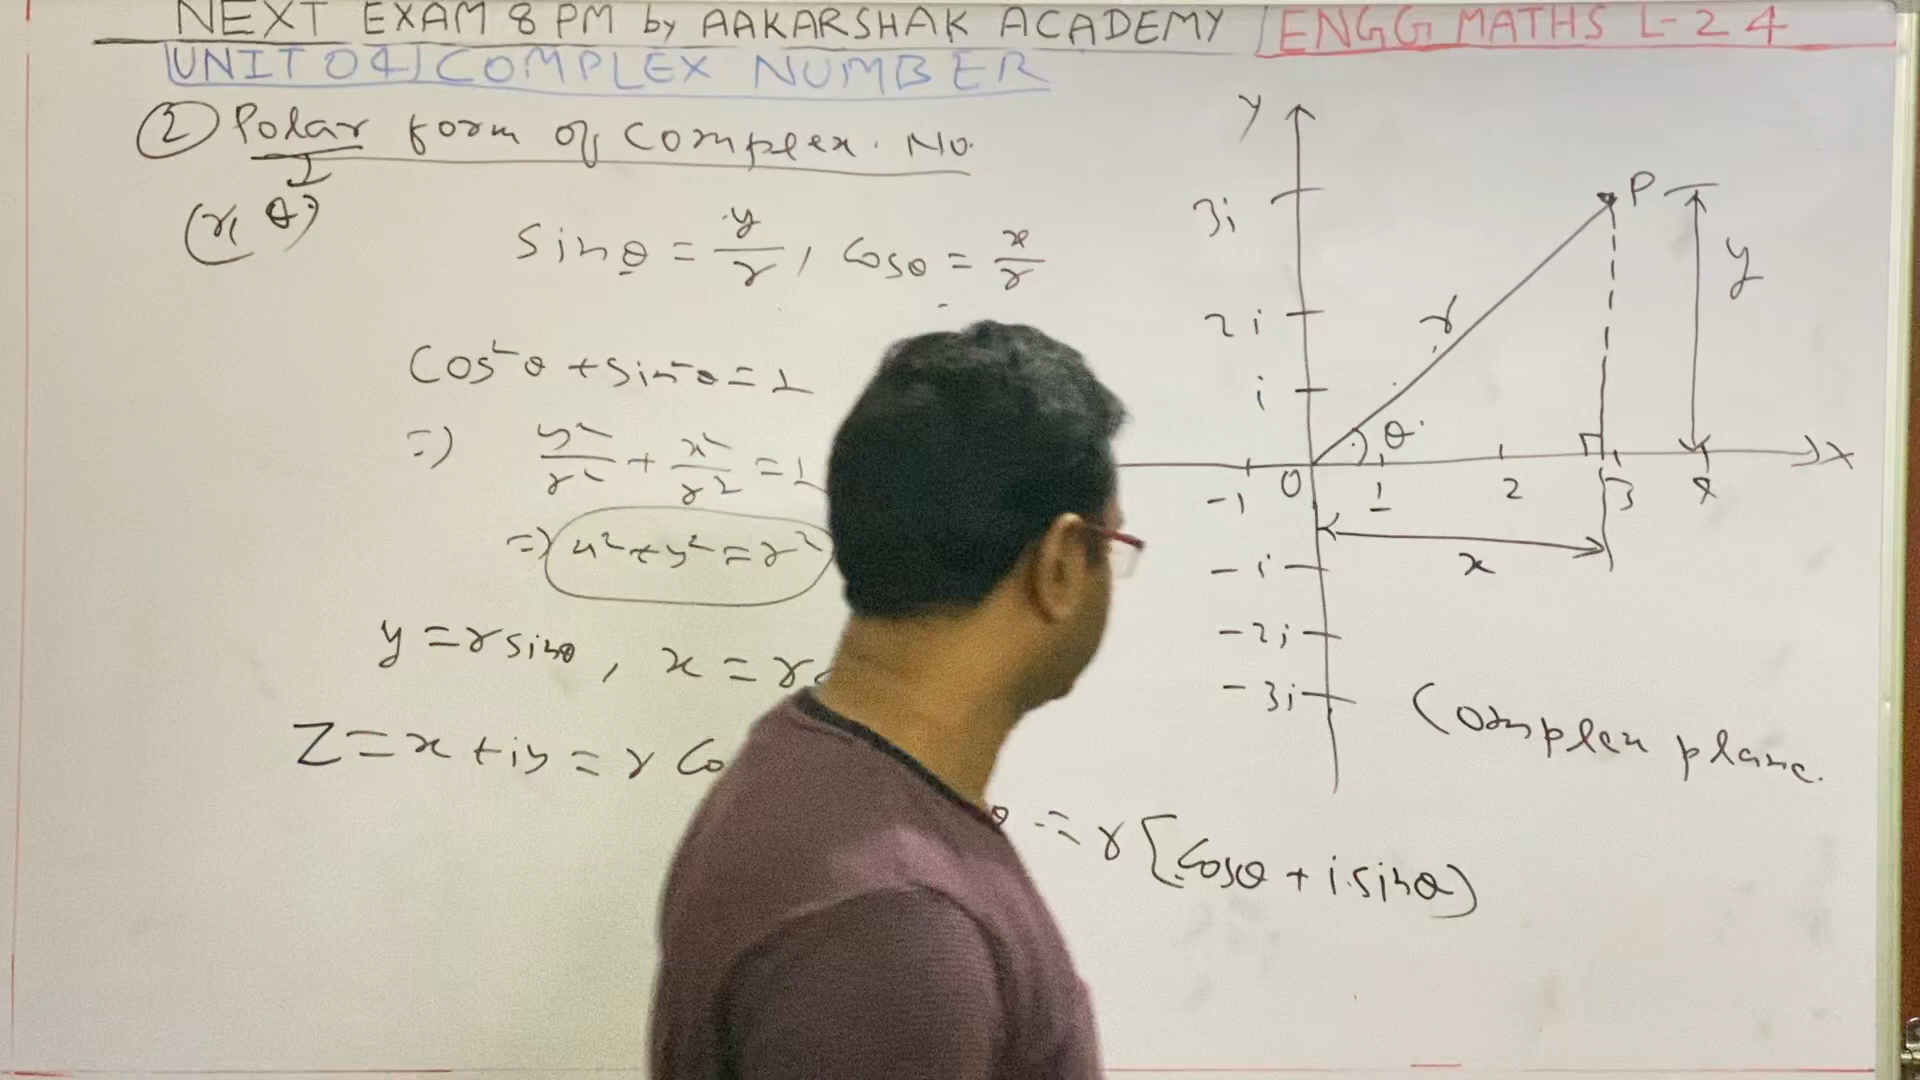 NEXT EXAM 8 PM by AAKARSHAK ACADEMY | ENGG MATHS L-24
UNIT 04 | COMPLEX NUMBER
② Polar form of Complex. No.
(r, θ)
sinθ = y/r, cosθ = x/r
cos²θ + sin²θ = 1
=) y²/r² + x²/r² = 1
=) x² + y² = r²
y = r sinθ, x = r
Z = x + iy = r Co
θ = r [cosθ + i.sinθ)
y
3i
P
y
2i
r
i
θ
X
-1
0
1
2
3
4
x
-i
-2i
-3i
Complex plane.